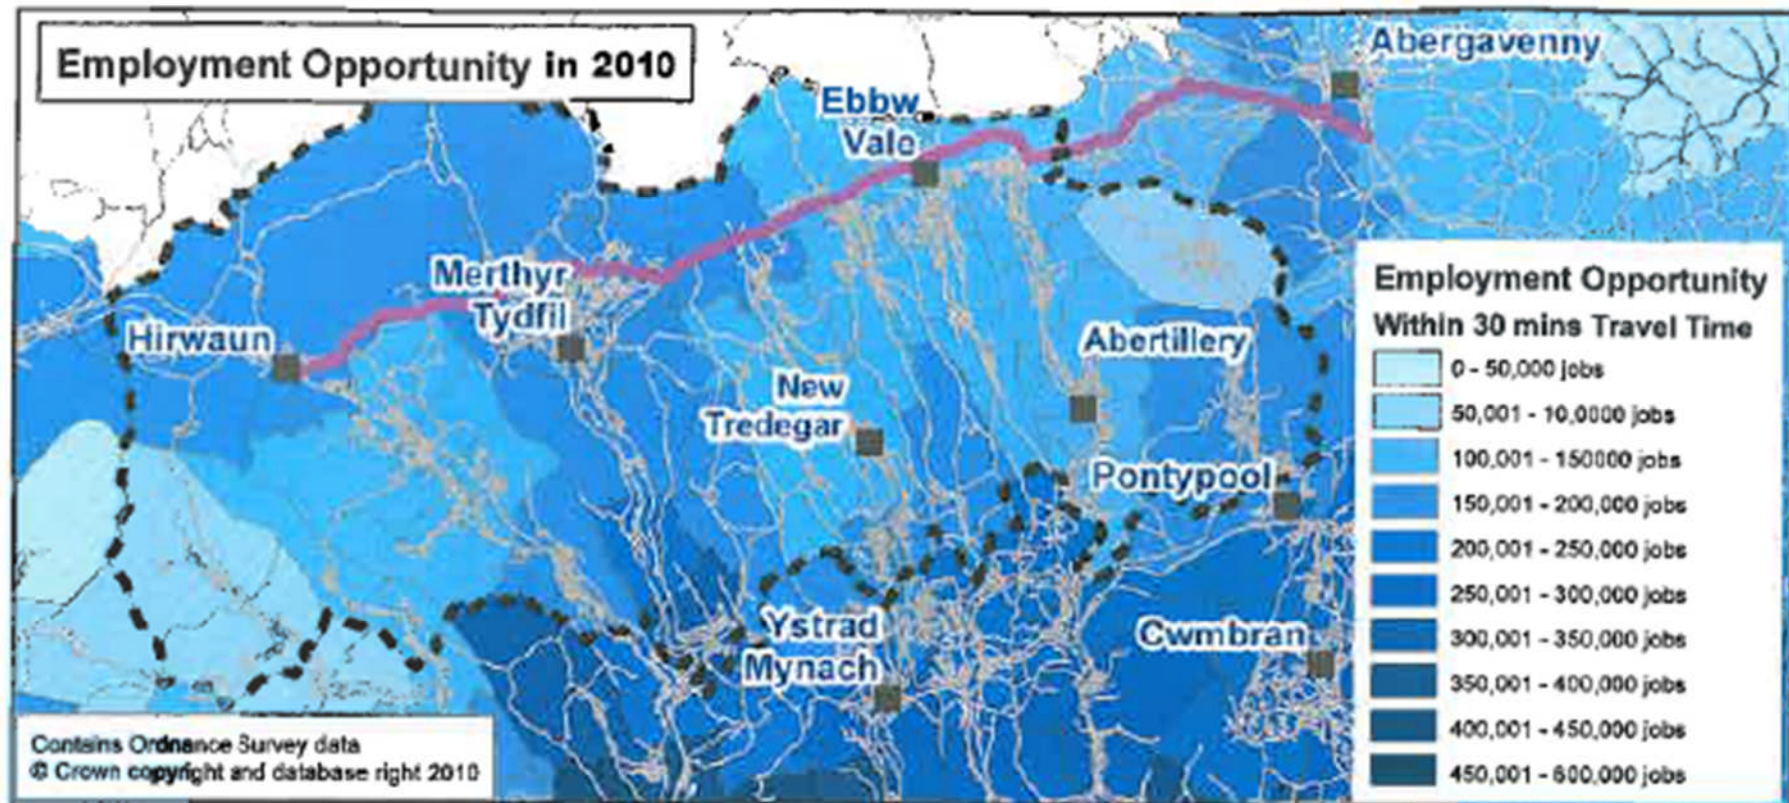 Employment Opportunity in 2010
Abergavenny
Ebbw
Vale
Merthyr
Tydfil
Hirwaun
Abertillery
New
Tredegar
Pontypool
Ystrad
Mynach
Cwmbran
Employment Opportunity
Within 30 mins Travel Time
0 - 50,000 jobs
50,001 - 10,0000 jobs
100,001 - 150000 jobs
150,001 - 200,000 jobs
200,001 - 250,000 jobs
250,001 - 300,000 jobs
300,001 - 350,000 jobs
350,001 - 400,000 jobs
400,001 - 450,000 jobs
450,001 - 600,000 jobs
Contains Ordnance Survey data
© Crown copyright and database right 2010